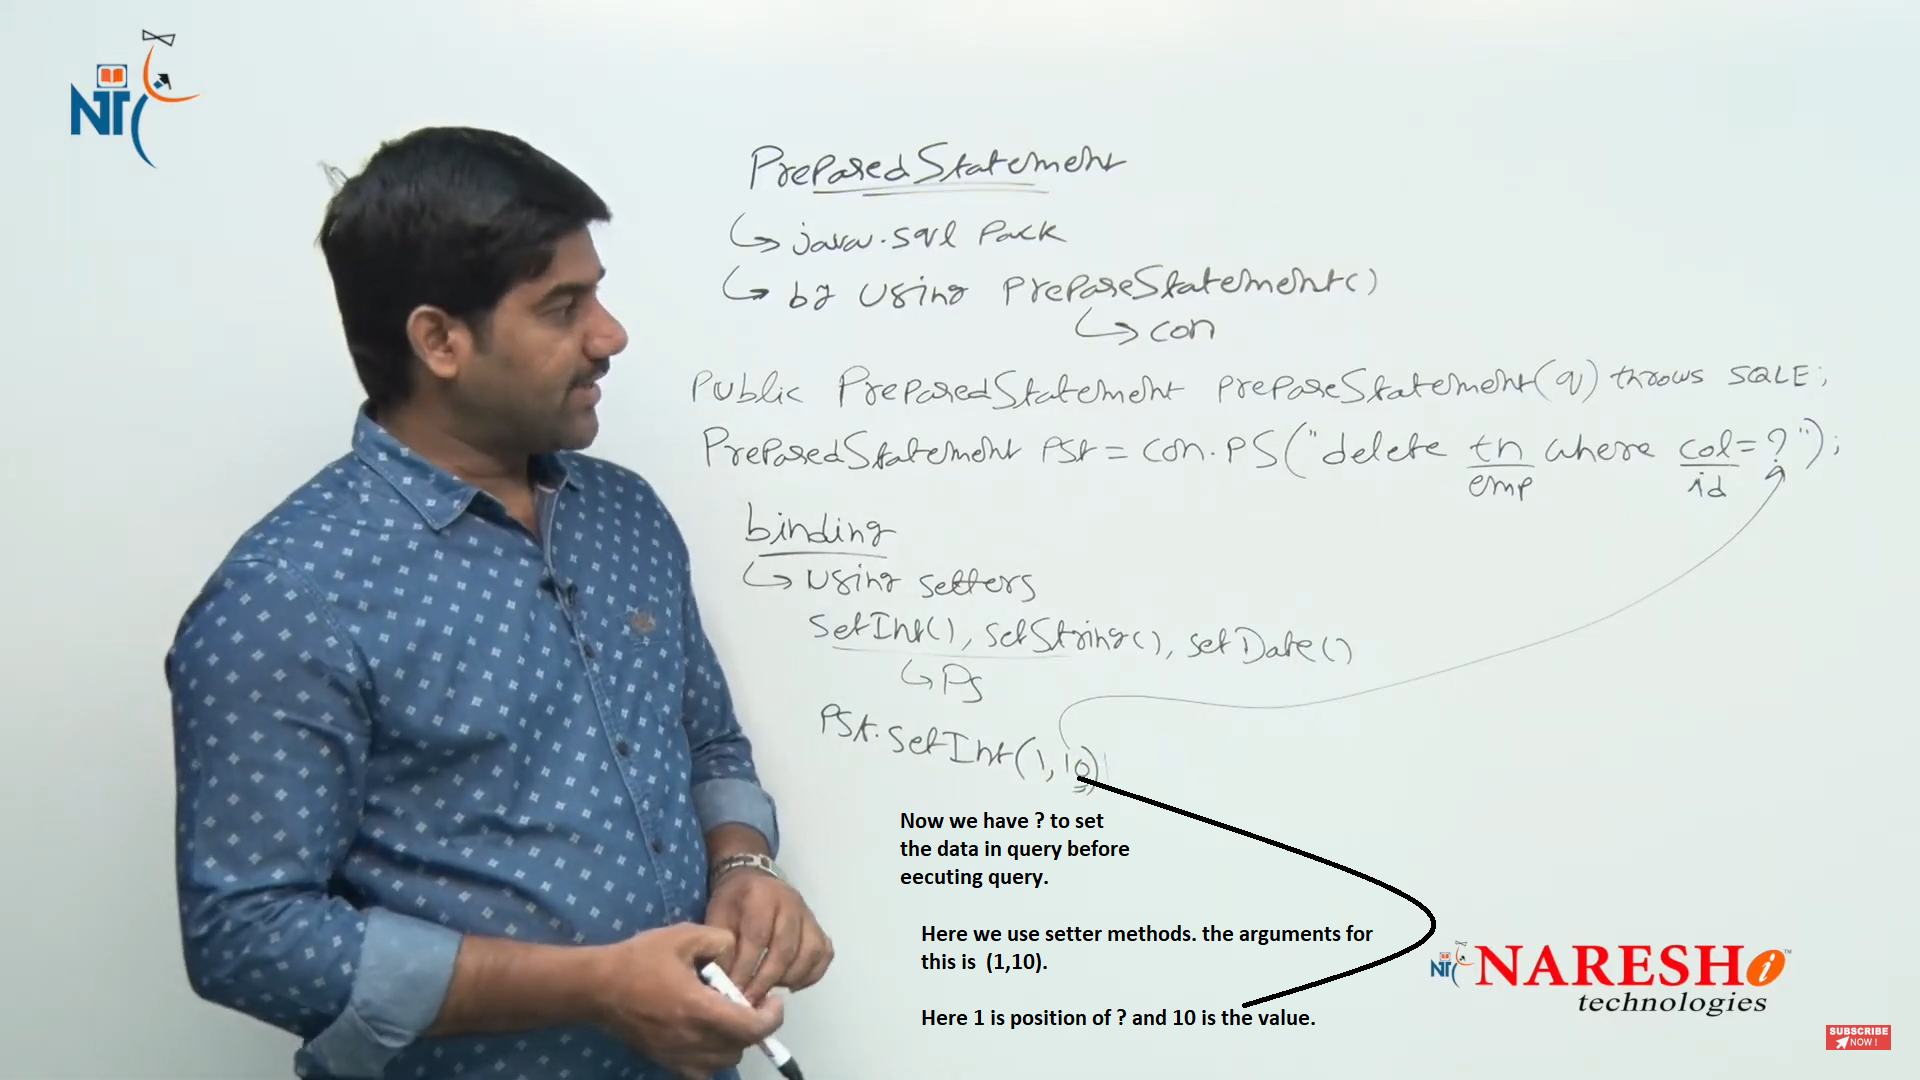 NTC
PreparedStatement
java.sql Pack
by using PrepareStatement()
con
Public PreparedStatement prepareStatement(q) throws SQLE;
PreparedStatement Pst = con.PS("delete tn where col=?");
emp id
binding
using setters
setInt(), setString(), setDate()
Ps
Pst.setInt(1,10)
Now we have ? to set
the data in query before
eecuting query.
Here we use setter methods. the arguments for
this is (1,10).
Here 1 is position of ? and 10 is the value.
NTC NARESH i ™
technologies
SUBSCRIBE
NOW !